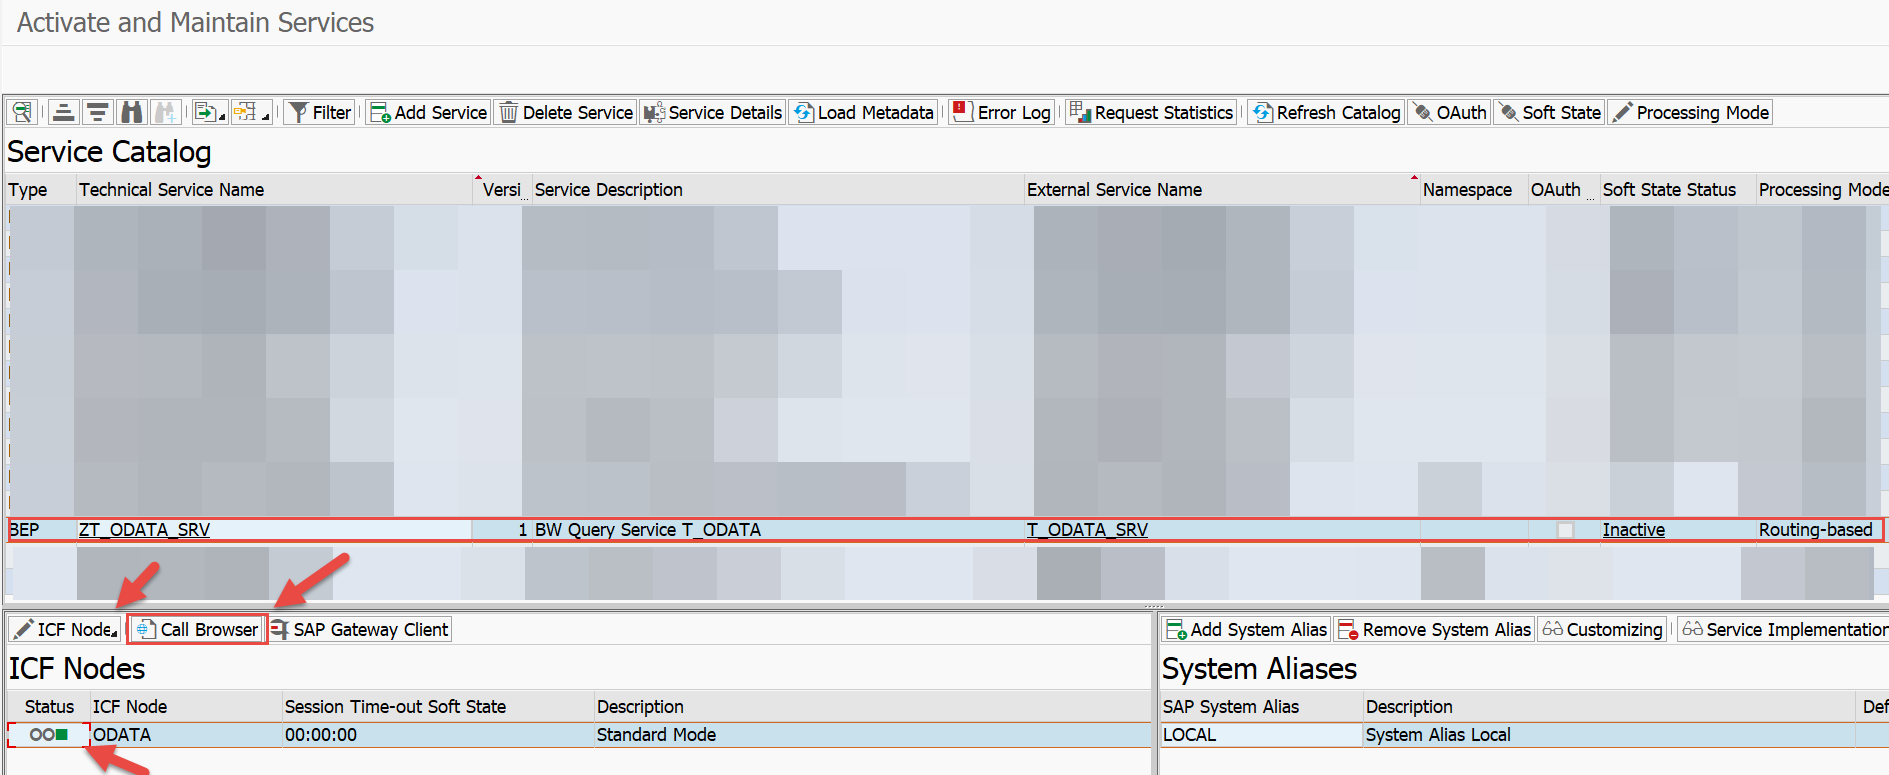 Activate and Maintain Services
Filter Add Service Delete Service Service Details Load Metadata Error Log Request Statistics Refresh Catalog OAuth Soft State Processing Mode
Service Catalog
Type Technical Service Name Versi... Service Description External Service Name Namespace OAuth ... Soft State Status Processing Mode
BEP ZT_ODATA_SRV 1 BW Query Service T_ODATA T_ODATA_SRV Inactive Routing-based
ICF Node Call Browser SAP Gateway Client
Add System Alias Remove System Alias Customizing Service Implementation
ICF Nodes
System Aliases
Status ICF Node Session Time-out Soft State Description
SAP System Alias Description Def
ODATA 00:00:00 Standard Mode
LOCAL System Alias Local